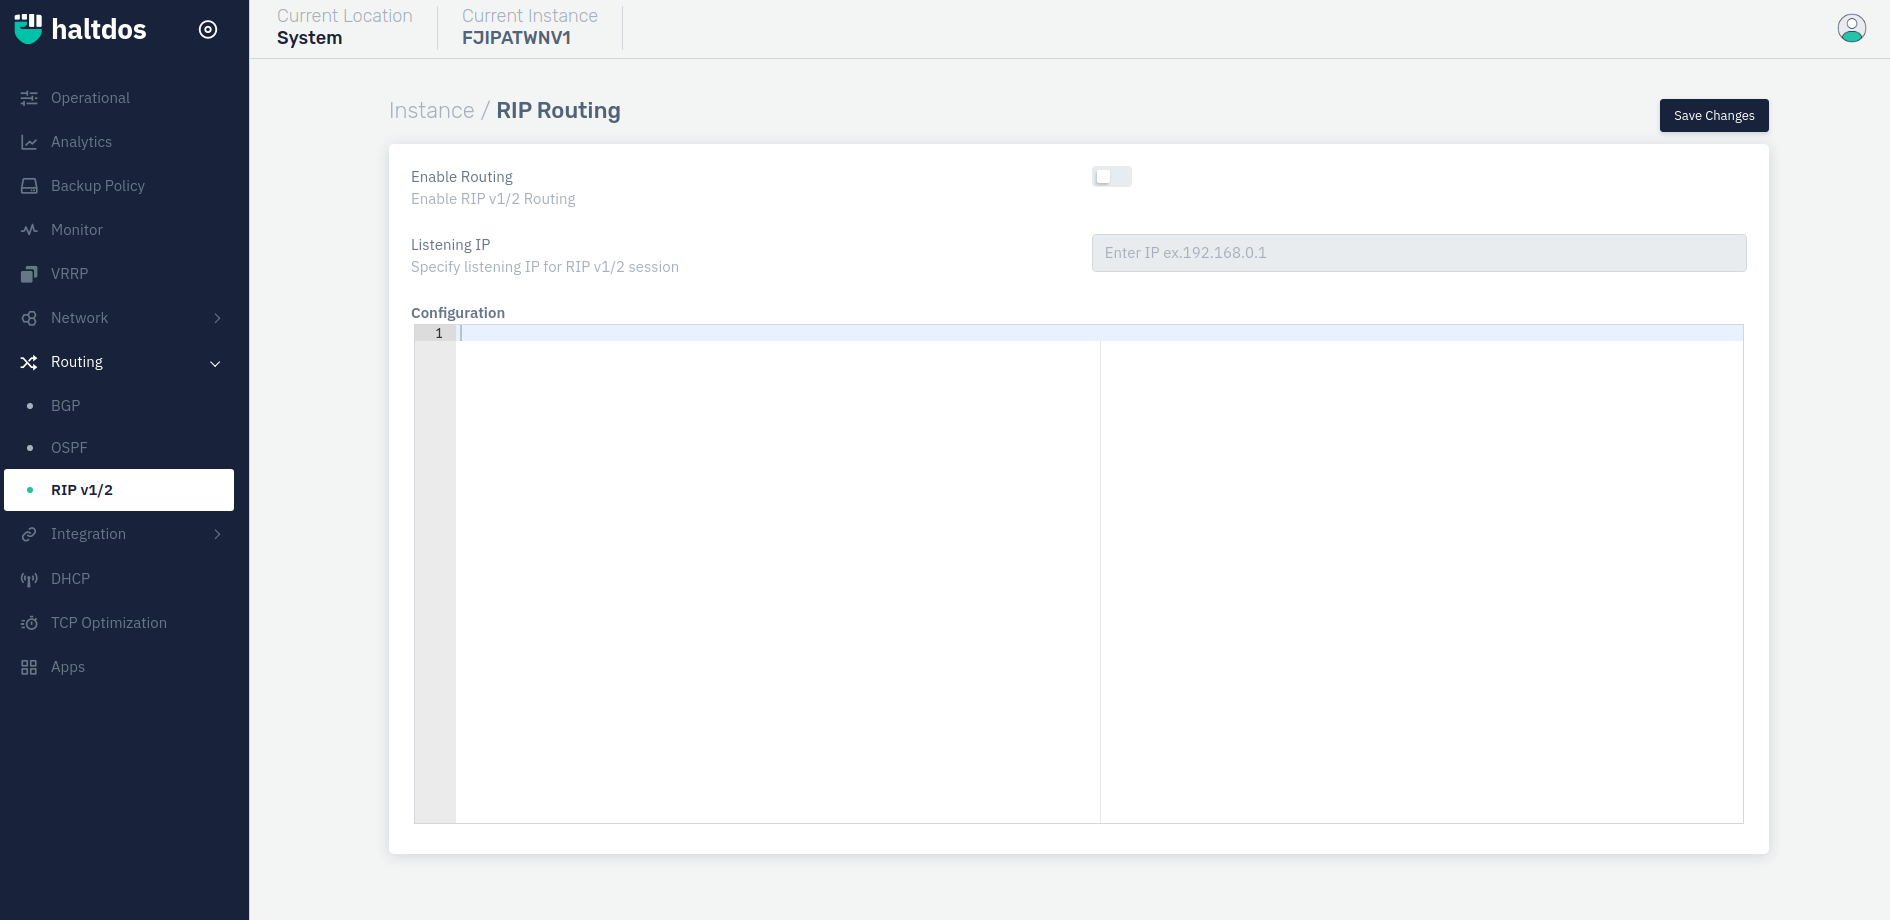 haltdos
Current Location
System
Current Instance
FJIPATWNV1
Operational
Analytics
Backup Policy
Monitor
VRRP
Network
Routing
BGP
OSPF
RIP v1/2
Integration
DHCP
TCP Optimization
Apps
Instance / RIP Routing
Save Changes
Enable Routing
Enable RIP v1/2 Routing
Listening IP
Specify listening IP for RIP v1/2 session
Enter IP ex.192.168.0.1
Configuration
1